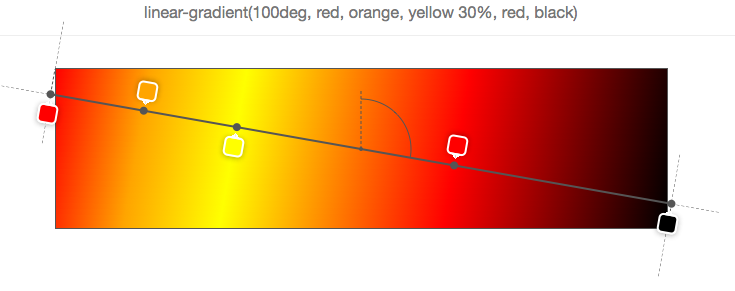 linear-gradient(100deg, red, orange, yellow 30%, red, black)